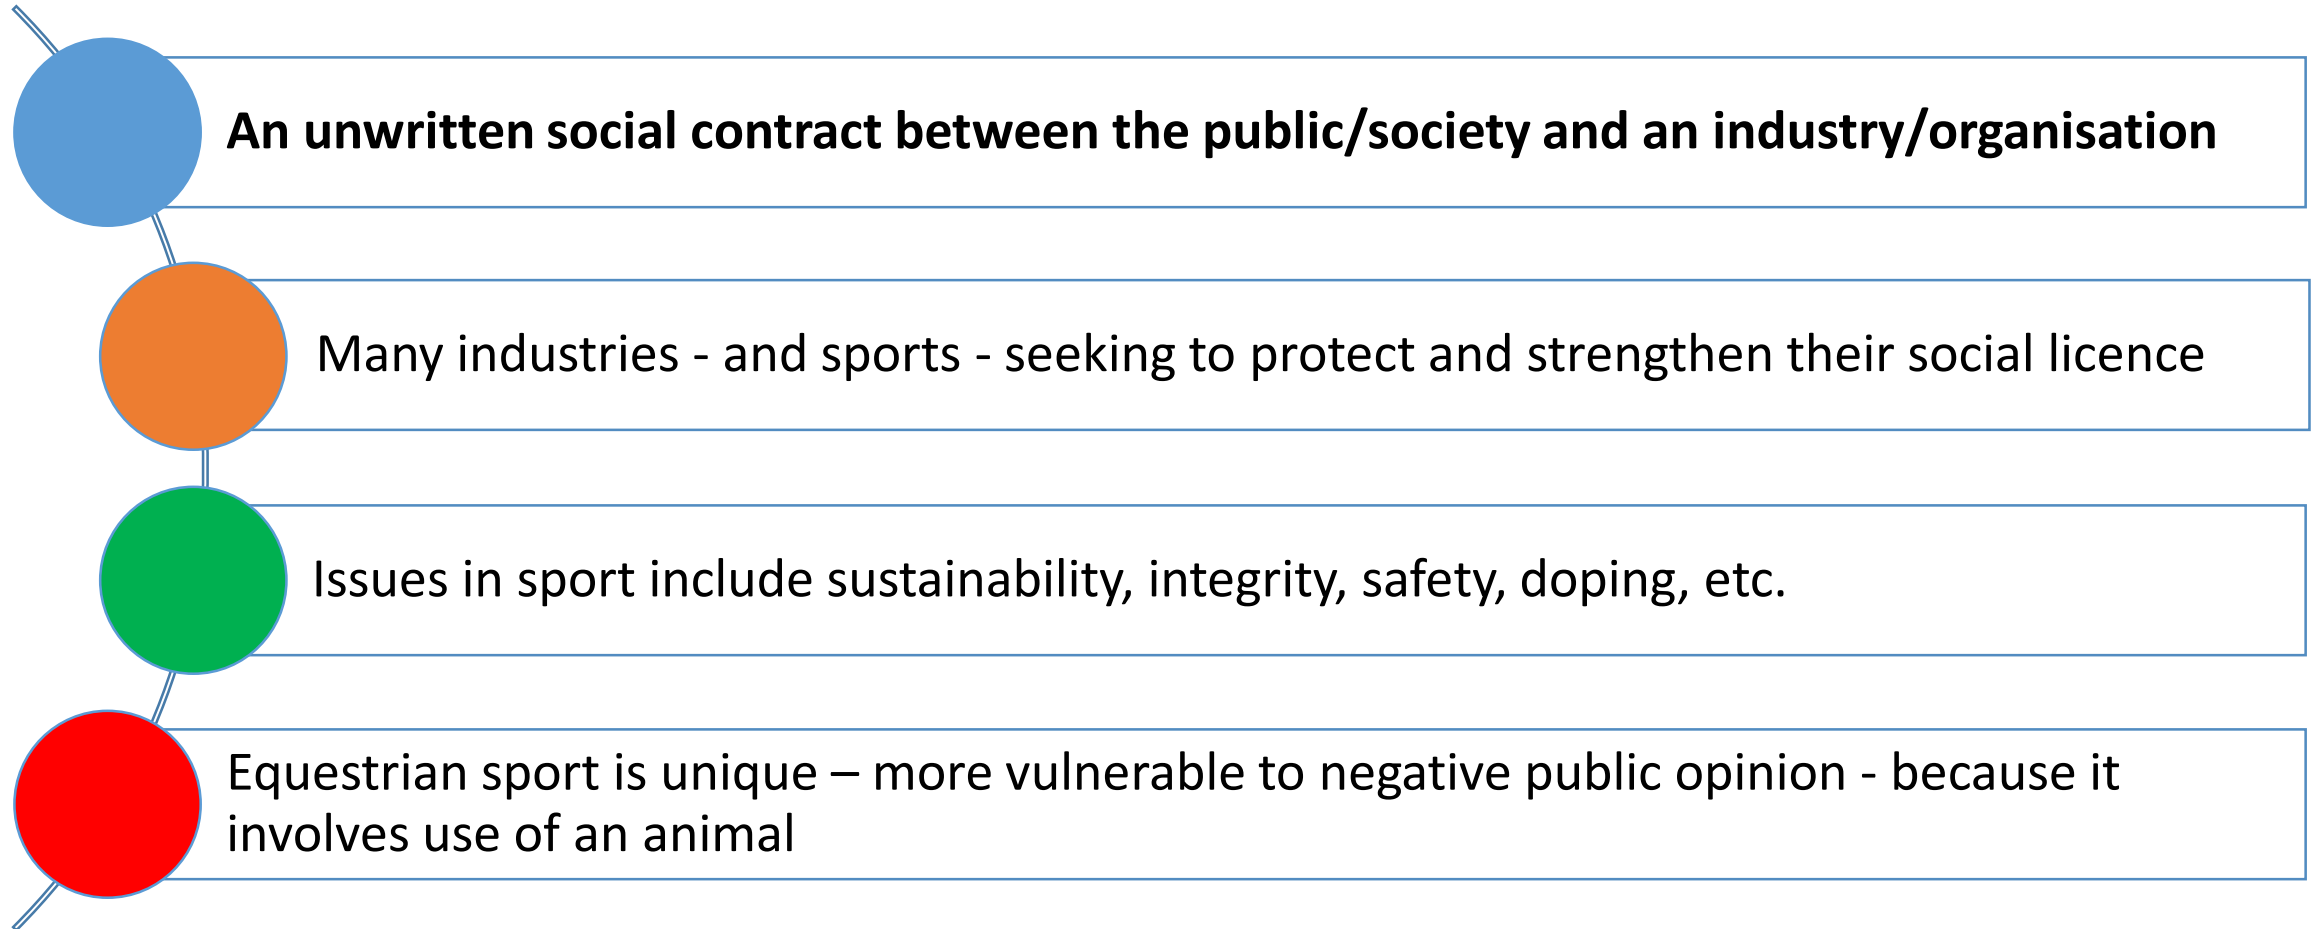 An unwritten social contract between the public/society and an industry/organisation
Many industries - and sports - seeking to protect and strengthen their social licence
Issues in sport include sustainability, integrity, safety, doping, etc.
Equestrian sport is unique – more vulnerable to negative public opinion - because it
involves use of an animal